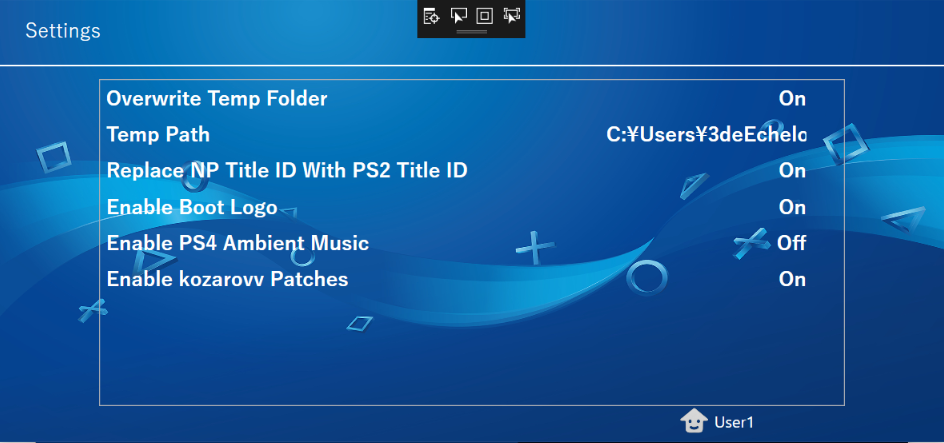 Settings
Overwrite Temp Folder On
Temp Path C:¥Users¥3deEchelo
Replace NP Title ID With PS2 Title ID On
Enable Boot Logo On
Enable PS4 Ambient Music Off
Enable kozarovv Patches On
User1